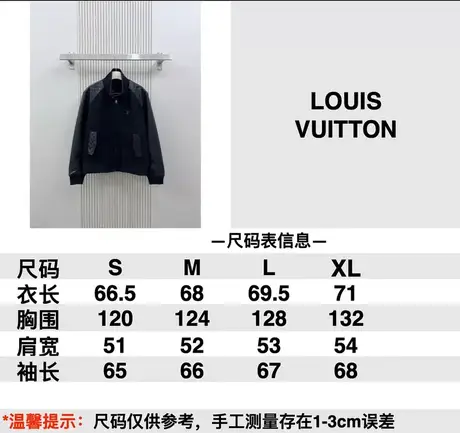 LOUIS
VUITTON
—尺码表信息—
尺码 S M L XL
衣长 66.5 68 69.5 71
胸围 120 124 128 132
肩宽 51 52 53 54
袖长 65 66 67 68
*温馨提示：尺码仅供参考，手工测量存在1-3cm误差